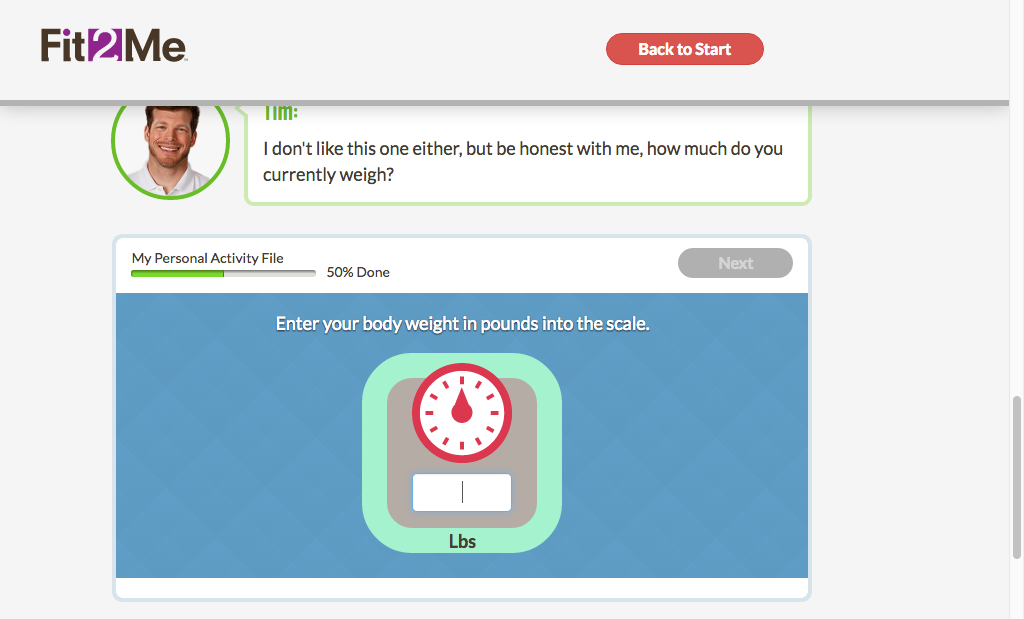 Fit2Me
Back to Start
Tim:
I don't like this one either, but be honest with me, how much do you
currently weigh?
My Personal Activity File
50% Done
Next
Enter your body weight in pounds into the scale.
Lbs